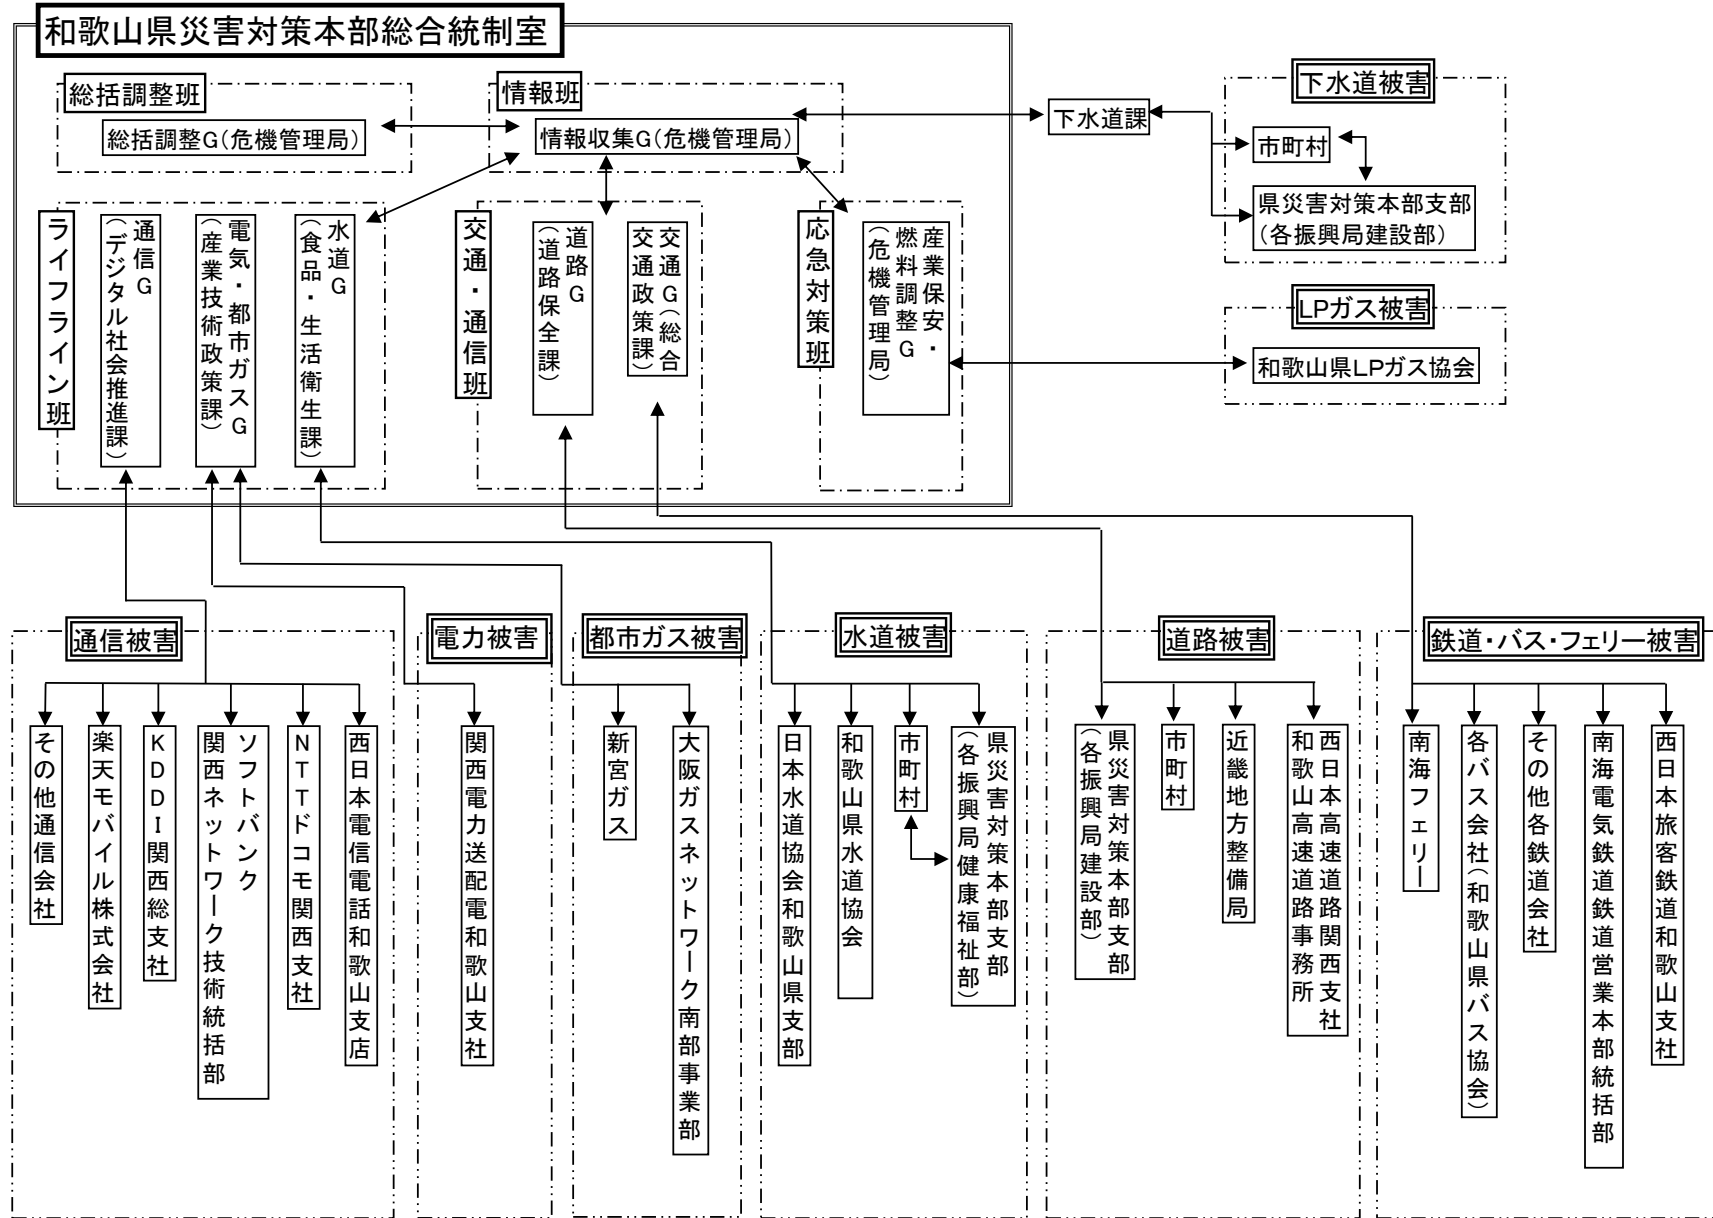 和歌山県災害対策本部総合統制室
総括調整班
総括調整G(危機管理局)
情報班
情報収集G(危機管理局)
下水道課
下水道被害
市町村
県災害対策本部支部
(各振興局建設部)
LPガス被害
和歌山県LPガス協会
ライフライン班
通信G
(デジタル社会推進課)
電気・都市ガスG
(産業技術政策課)
水道G
(食品・生活衛生課)
交通・通信班
道路G
(道路保全課)
交通G(総合
交通政策課)
応急対策班
産業保安・
燃料調整G
(危機管理局)
通信被害
その他通信会社
楽天モバイル株式会社
KDDI関西総支社
ソフトバンク
関西ネットワーク技術統括部
NTTドコモ関西支社
西日本電信電話和歌山支店
電力被害
関西電力送配電和歌山支社
都市ガス被害
新宮ガス
大阪ガスネットワーク南部事業部
水道被害
日本水道協会和歌山県支部
和歌山県水道協会
市町村
県災害対策本部支部
(各振興局健康福祉部)
道路被害
県災害対策本部支部
(各振興局建設部)
市町村
近畿地方整備局
西日本高速道路関西支社
和歌山高速道路事務所
鉄道・バス・フェリー被害
南海フェリー
各バス会社(和歌山県バス協会)
その他各鉄道会社
南海電気鉄道鉄道営業本部統括部
西日本旅客鉄道和歌山支社